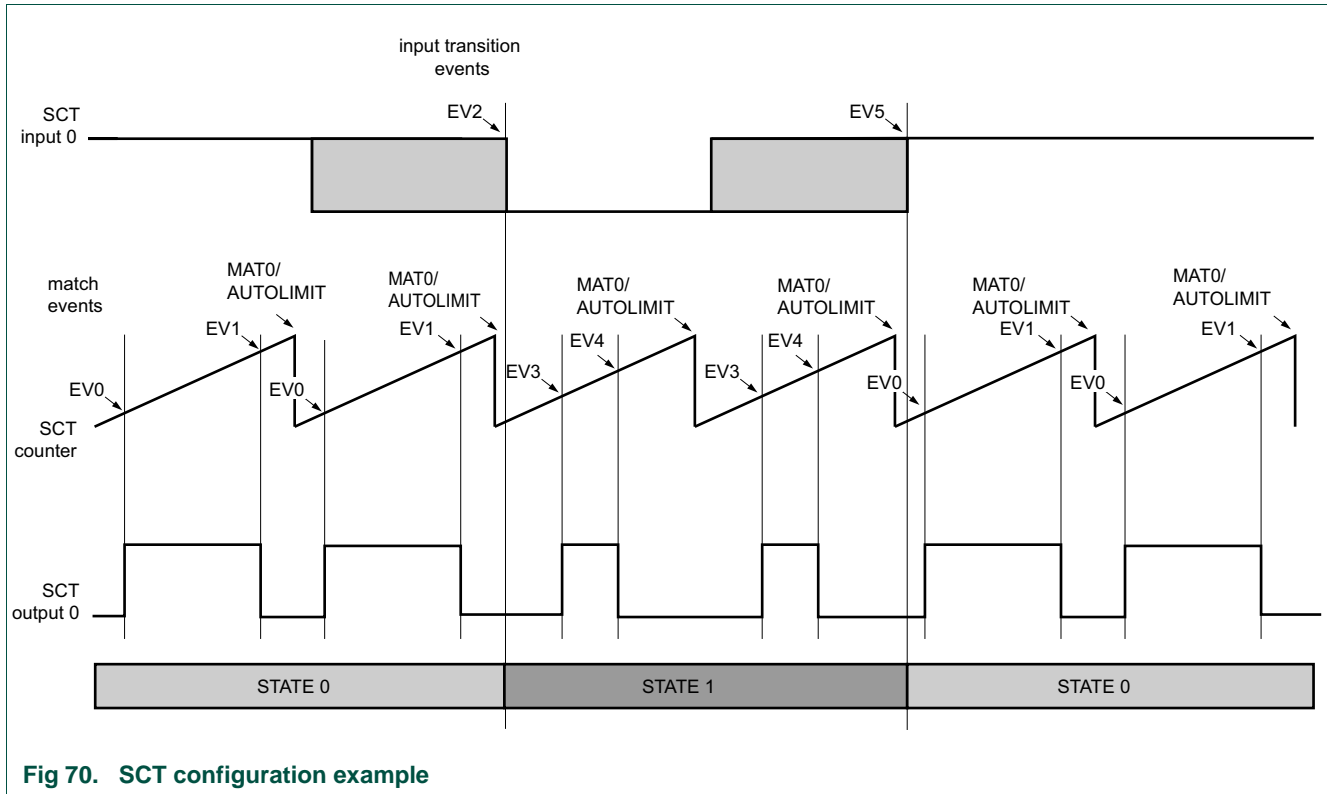 input transition
events
SCT
input 0
EV2
EV5
match
events
MAT0/
AUTOLIMIT
MAT0/
AUTOLIMIT
MAT0/
AUTOLIMIT
MAT0/
AUTOLIMIT
MAT0/
AUTOLIMIT
MAT0/
AUTOLIMIT
EV0
EV1
EV0
EV1
EV3
EV4
EV3
EV4
EV0
EV1
EV0
EV1
SCT
counter
SCT
output 0
STATE 0
STATE 1
STATE 0
Fig 70. SCT configuration example